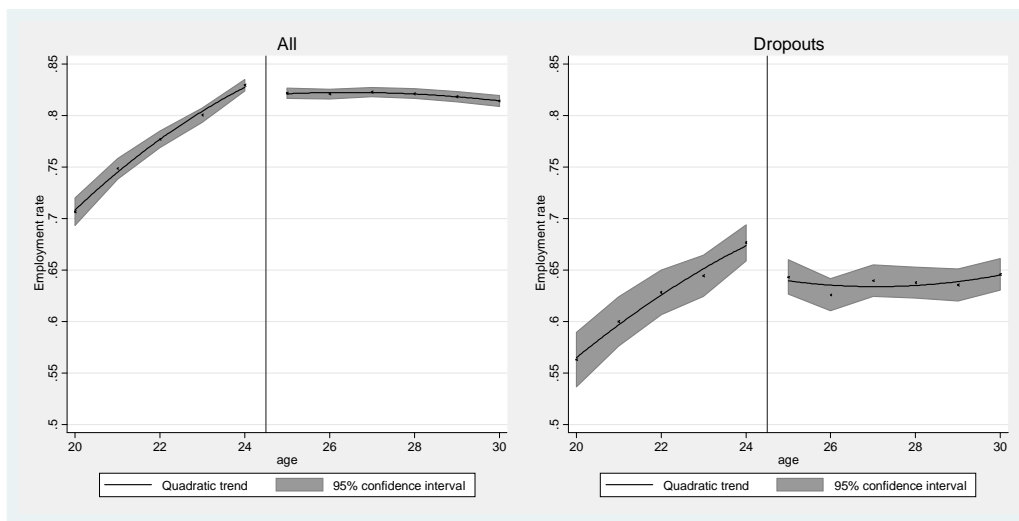 All
Employment rate
.85
.8
.75
.7
.65
.6
.55
.5
20 22 24 26 28 30
age
Quadratic trend 95% confidence interval
Dropouts
Employment rate
.85
.8
.75
.7
.65
.6
.55
.5
20 22 24 26 28 30
age
Quadratic trend 95% confidence interval